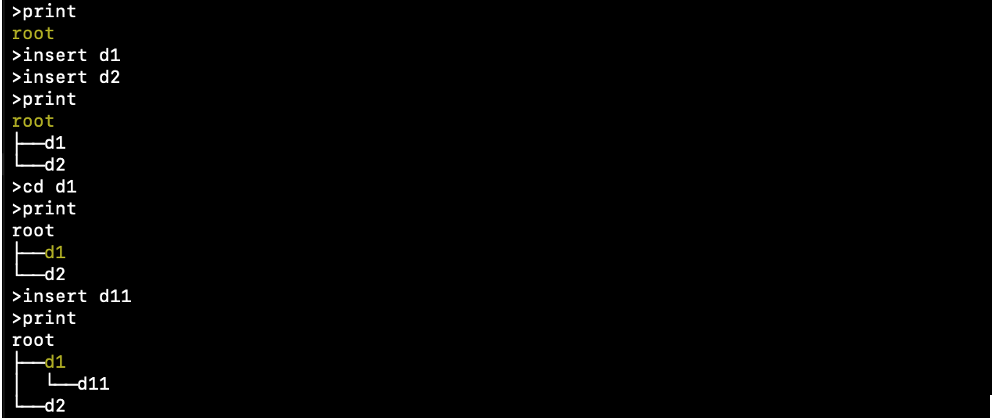 >print
root
>insert d1
>insert d2
>print
root
├──d1
└──d2
>cd d1
>print
root
├──d1
└──d2
>insert d11
>print
root
├──d1
│  └──d11
└──d2